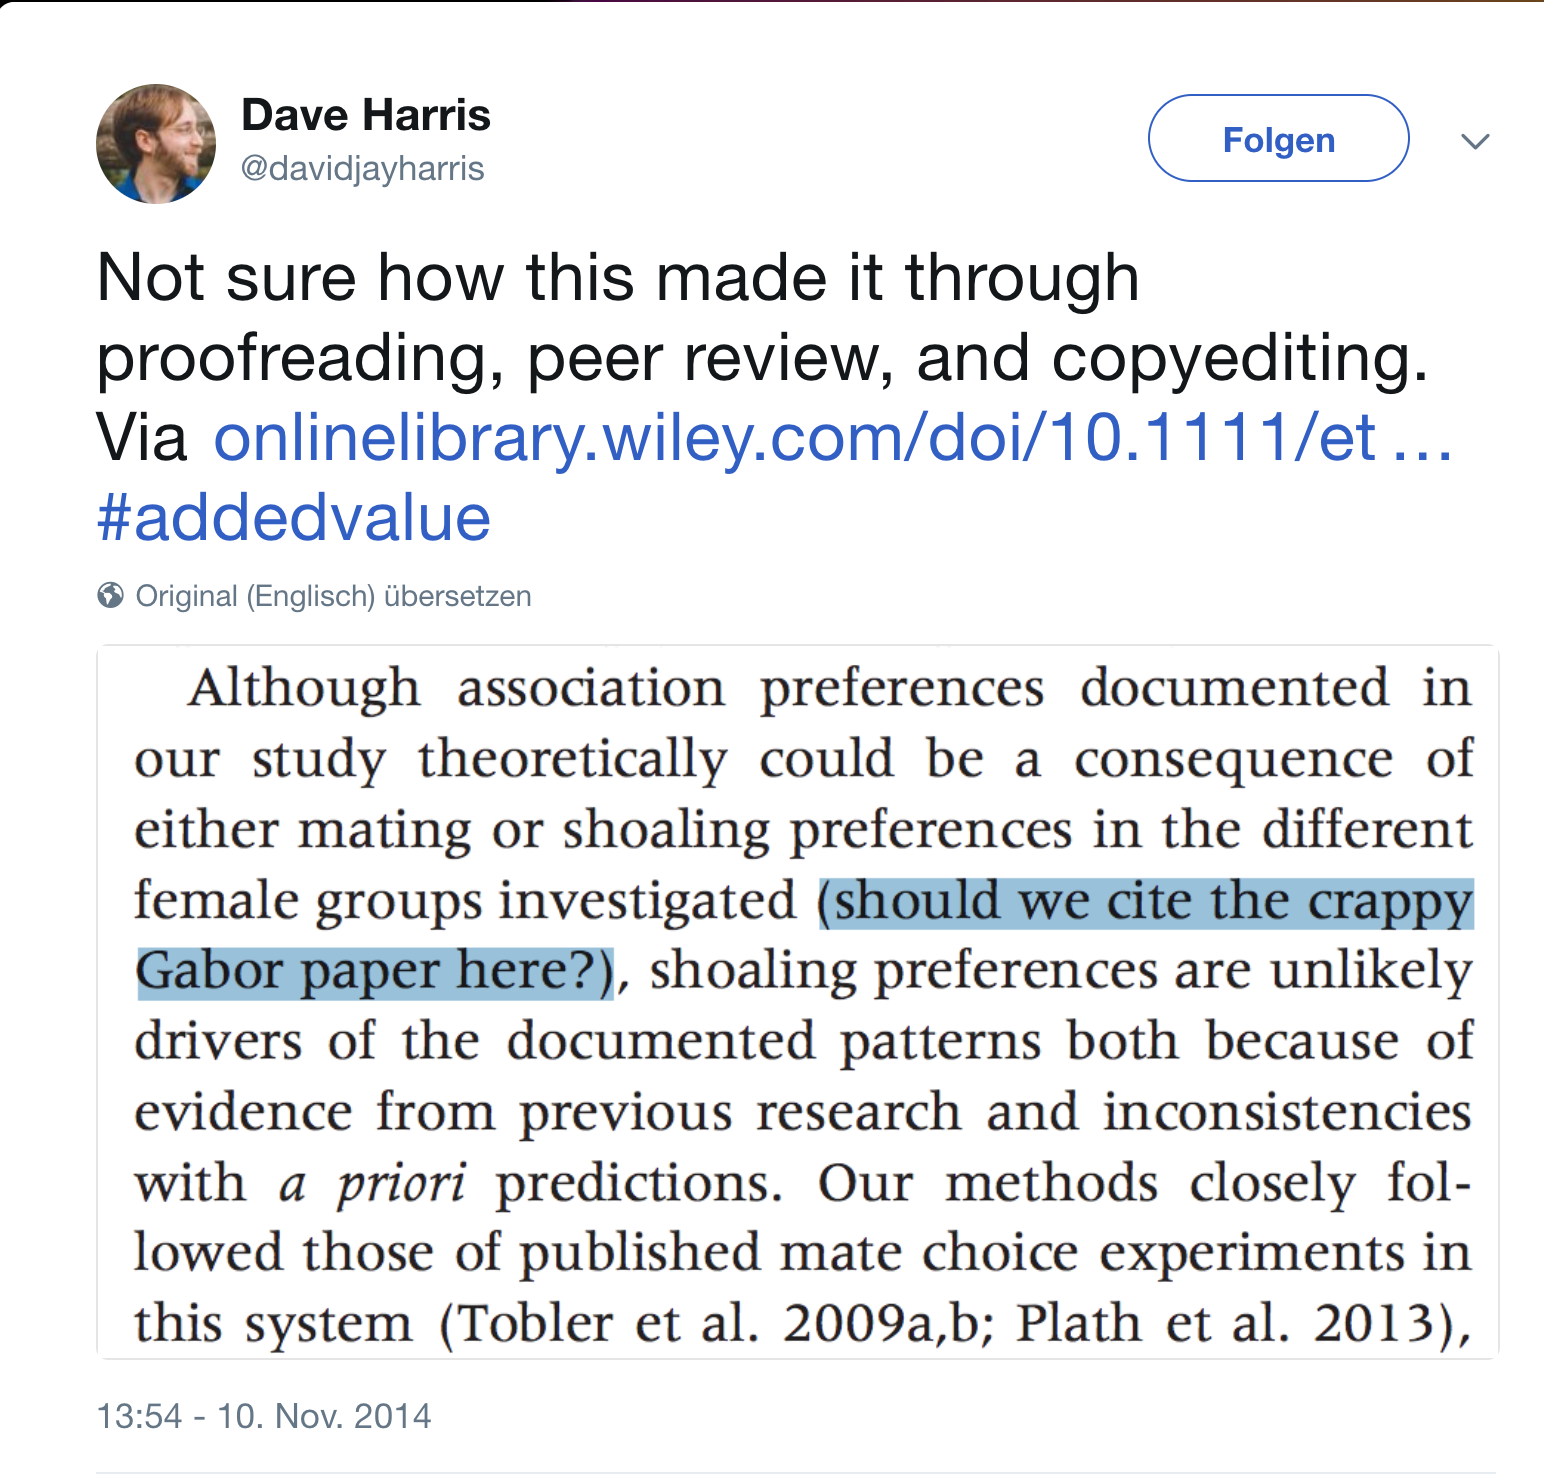 Dave Harris
@davidjayharris
Folgen
Not sure how this made it through
proofreading, peer review, and copyediting.
Via onlinelibrary.wiley.com/doi/10.1111/et …
#addedvalue
Original (Englisch) übersetzen
Although association preferences documented in
our study theoretically could be a consequence of
either mating or shoaling preferences in the different
female groups investigated (should we cite the crappy
Gabor paper here?), shoaling preferences are unlikely
drivers of the documented patterns both because of
evidence from previous research and inconsistencies
with a priori predictions. Our methods closely fol-
lowed those of published mate choice experiments in
this system (Tobler et al. 2009a,b; Plath et al. 2013),
13:54 - 10. Nov. 2014